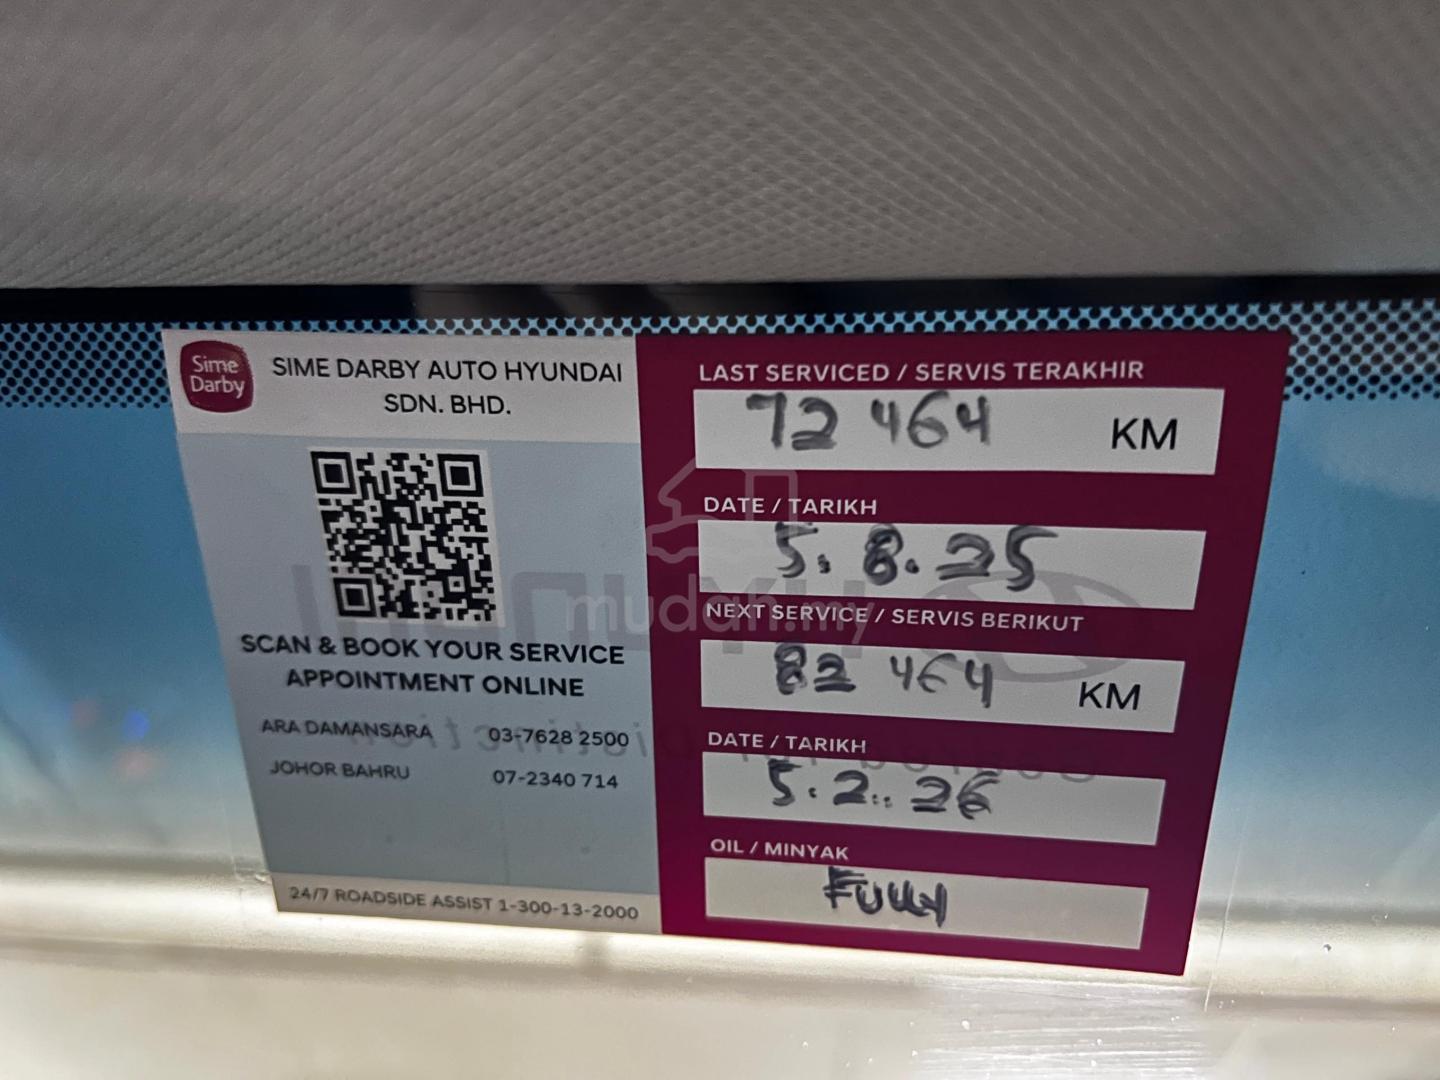 Sime
Darby
SIME DARBY AUTO HYUNDAI
SDN. BHD.
SCAN & BOOK YOUR SERVICE
APPOINTMENT ONLINE
ARA DAMANSARA 03-7628 2500
JOHOR BAHRU 07-2340 714
24/7 ROADSIDE ASSIST 1-300-13-2000
LAST SERVICED / SERVIS TERAKHIR
72 464 KM
DATE / TARIKH
5.8.25
NEXT SERVICE / SERVIS BERIKUT
82 464 KM
DATE / TARIKH
5.2.26
OIL / MINYAK
FULLY
mudah.my
HYUNDAI